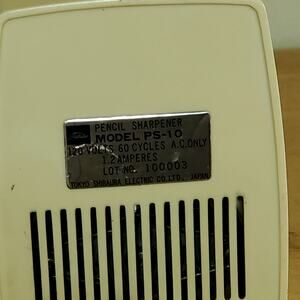 PENCIL SHARPENER
MODEL PS-10
120 VOLTS 60 CYCLES A.C. ONLY
1.2 AMPERES
LOT NO. 100003
TOKYO SHIBAURA ELECTRIC CO. LTD. JAPAN